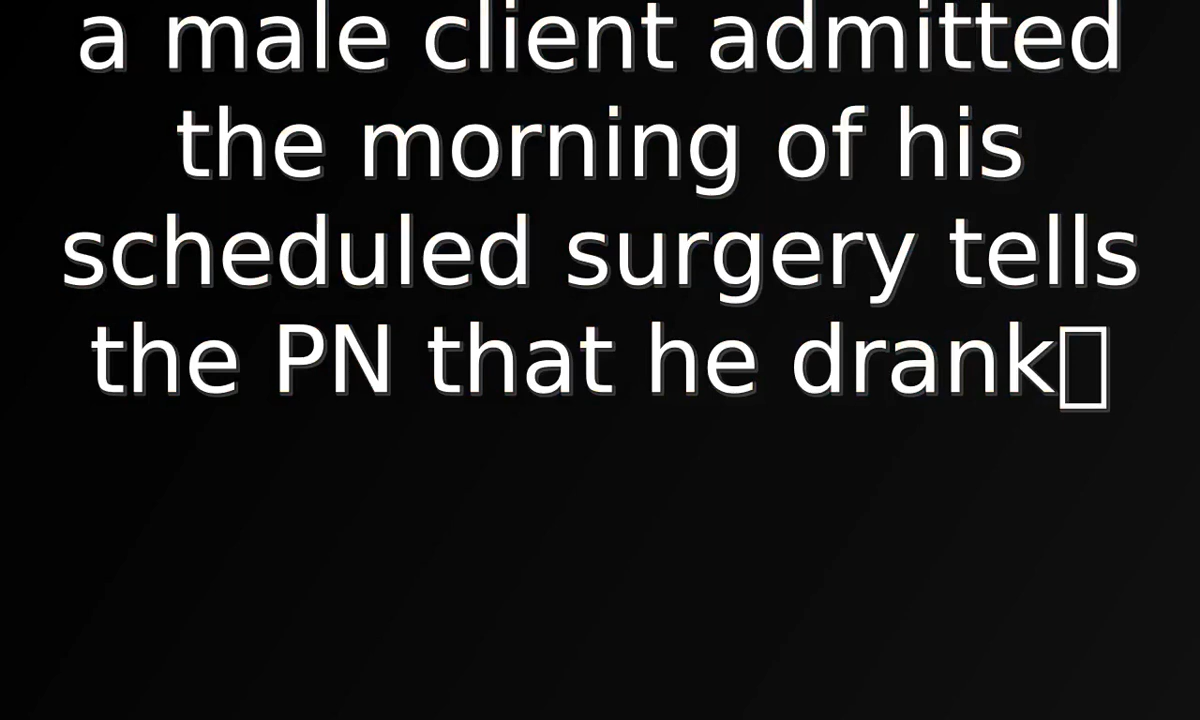 a male client admitted
the morning of his
scheduled surgery tells
the PN that he drank